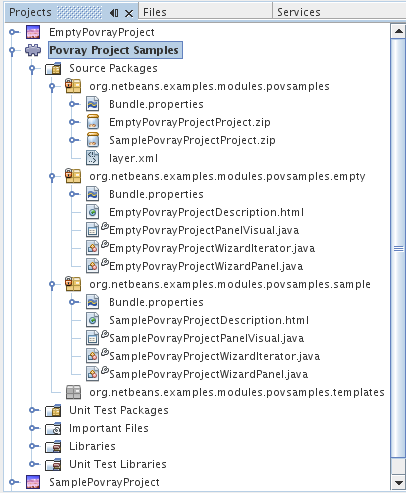 Projects Files Services
EmptyPovrayProject
Povray Project Samples
Source Packages
org.netbeans.examples.modules.povsamples
Bundle.properties
EmptyPovrayProjectProject.zip
SamplePovrayProjectProject.zip
layer.xml
org.netbeans.examples.modules.povsamples.empty
Bundle.properties
EmptyPovrayProjectDescription.html
EmptyPovrayProjectPanelVisual.java
EmptyPovrayProjectWizardIterator.java
EmptyPovrayProjectWizardPanel.java
org.netbeans.examples.modules.povsamples.sample
Bundle.properties
SamplePovrayProjectDescription.html
SamplePovrayProjectPanelVisual.java
SamplePovrayProjectWizardIterator.java
SamplePovrayProjectWizardPanel.java
org.netbeans.examples.modules.povsamples.templates
Unit Test Packages
Important Files
Libraries
Unit Test Libraries
SamplePovrayProject